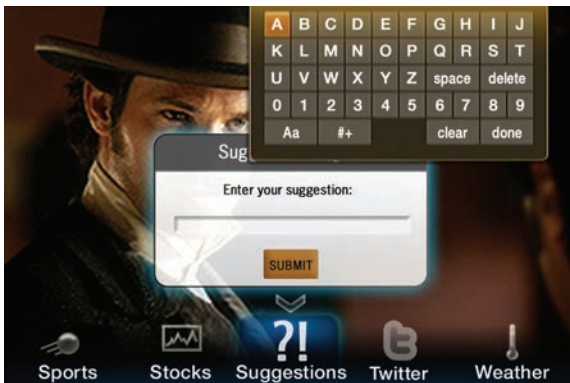 A B C D E F G H I J
K L M N O P Q R S T
U V W X Y Z space delete
0 1 2 3 4 5 6 7 8 9
Aa #+ clear done
Enter your suggestion:
SUBMIT
?!
Sports Stocks Suggestions Twitter Weather